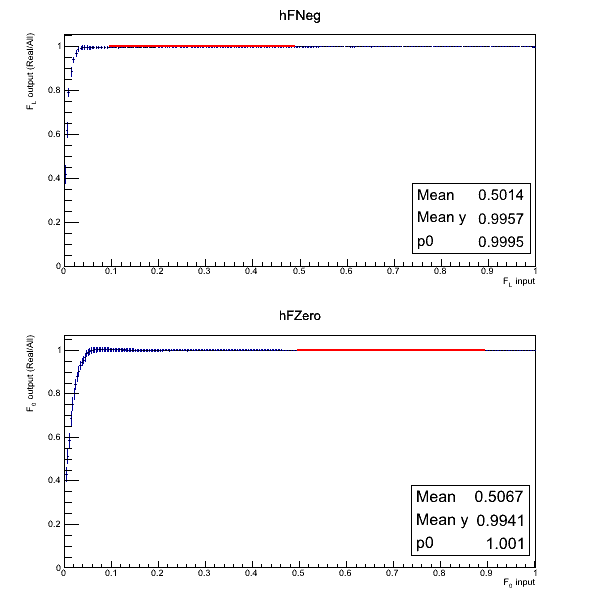 hFNeg
F_L output (Real/All)
1
0.8
0.6
0.4
0.2
0
Mean 0.5014
Mean y 0.9957
p0 0.9995
0 0.1 0.2 0.3 0.4 0.5 0.6 0.7 0.8 0.9 1
F_L input
hFZero
F_0 output (Real/All)
1
0.8
0.6
0.4
0.2
0
Mean 0.5067
Mean y 0.9941
p0 1.001
0 0.1 0.2 0.3 0.4 0.5 0.6 0.7 0.8 0.9 1
F_0 input